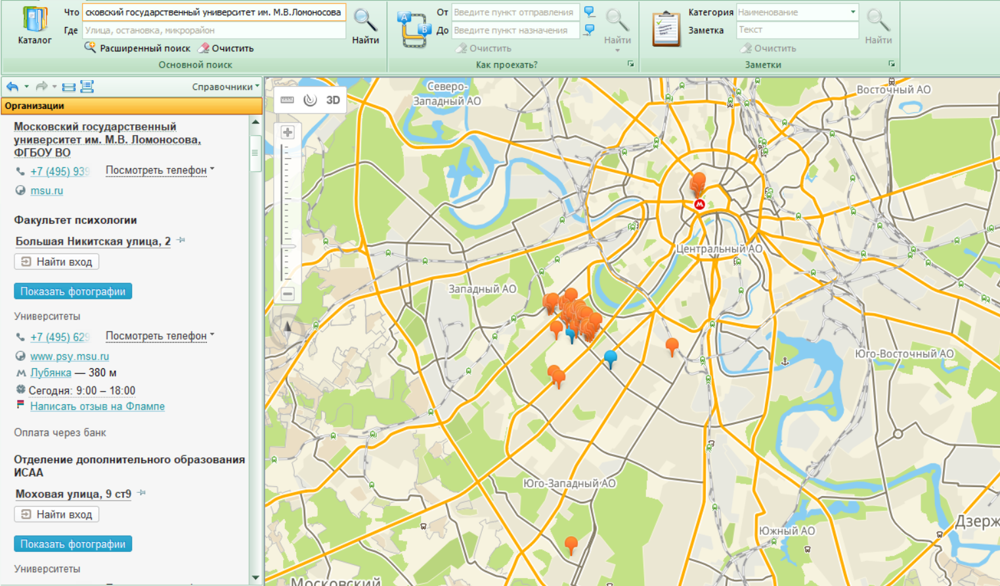 Каталог
Что
сковский государственный университет им. М.В.Ломоносова
Где
Улица, остановка, микрорайон
Расширенный поиск
Очистить
Найти
Основной поиск
A
B
От
Введите пункт отправления
До
Введите пункт назначения
Очистить
Найти
Как проехать?
Категория
Наименование
Заметка
Текст
Очистить
Найти
Заметки
Справочники
Организации
Московский государственный
университет им. М.В. Ломоносова,
ФГБОУ ВО
+7 (495) 939
Посмотреть телефон
msu.ru
Факультет психологии
Большая Никитская улица, 2
Найти вход
Показать фотографии
Университеты
+7 (495) 629
Посмотреть телефон
www.psy.msu.ru
Лубянка — 380 м
Сегодня: 9:00 – 18:00
Написать отзыв на Флампе
Оплата через банк
Отделение дополнительного образования
ИСАА
Моховая улица, 9 ст9
Найти вход
Показать фотографии
Университеты
3D
Северо-
Западный АО
Восточный АО
Центральный АО
Западный АО
Юго-Восточный АО
Юго-Западный АО
Южный АО
Дзерж
Московский